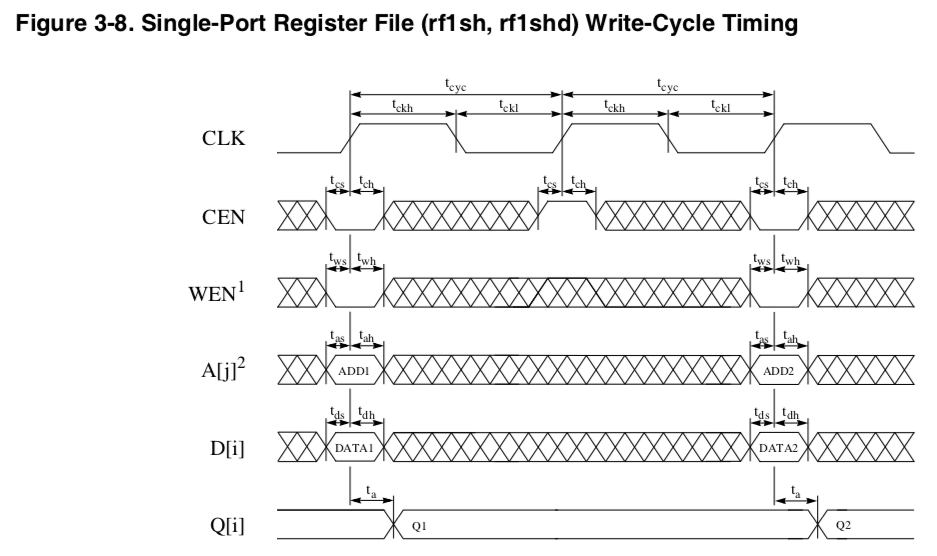 Figure 3-8. Single-Port Register File (rf1sh, rf1shd) Write-Cycle Timing
tcyc tcyc
tckh tckl tckh tckl
CLK
tcs tch tcs tch tcs tch
CEN
tws twh tws twh
WEN1
tas tah tas tah
A[j]2 ADD1 ADD2
tds tdh tds tdh
D[i] DATA1 DATA2
ta ta
Q[i] Q1 Q2